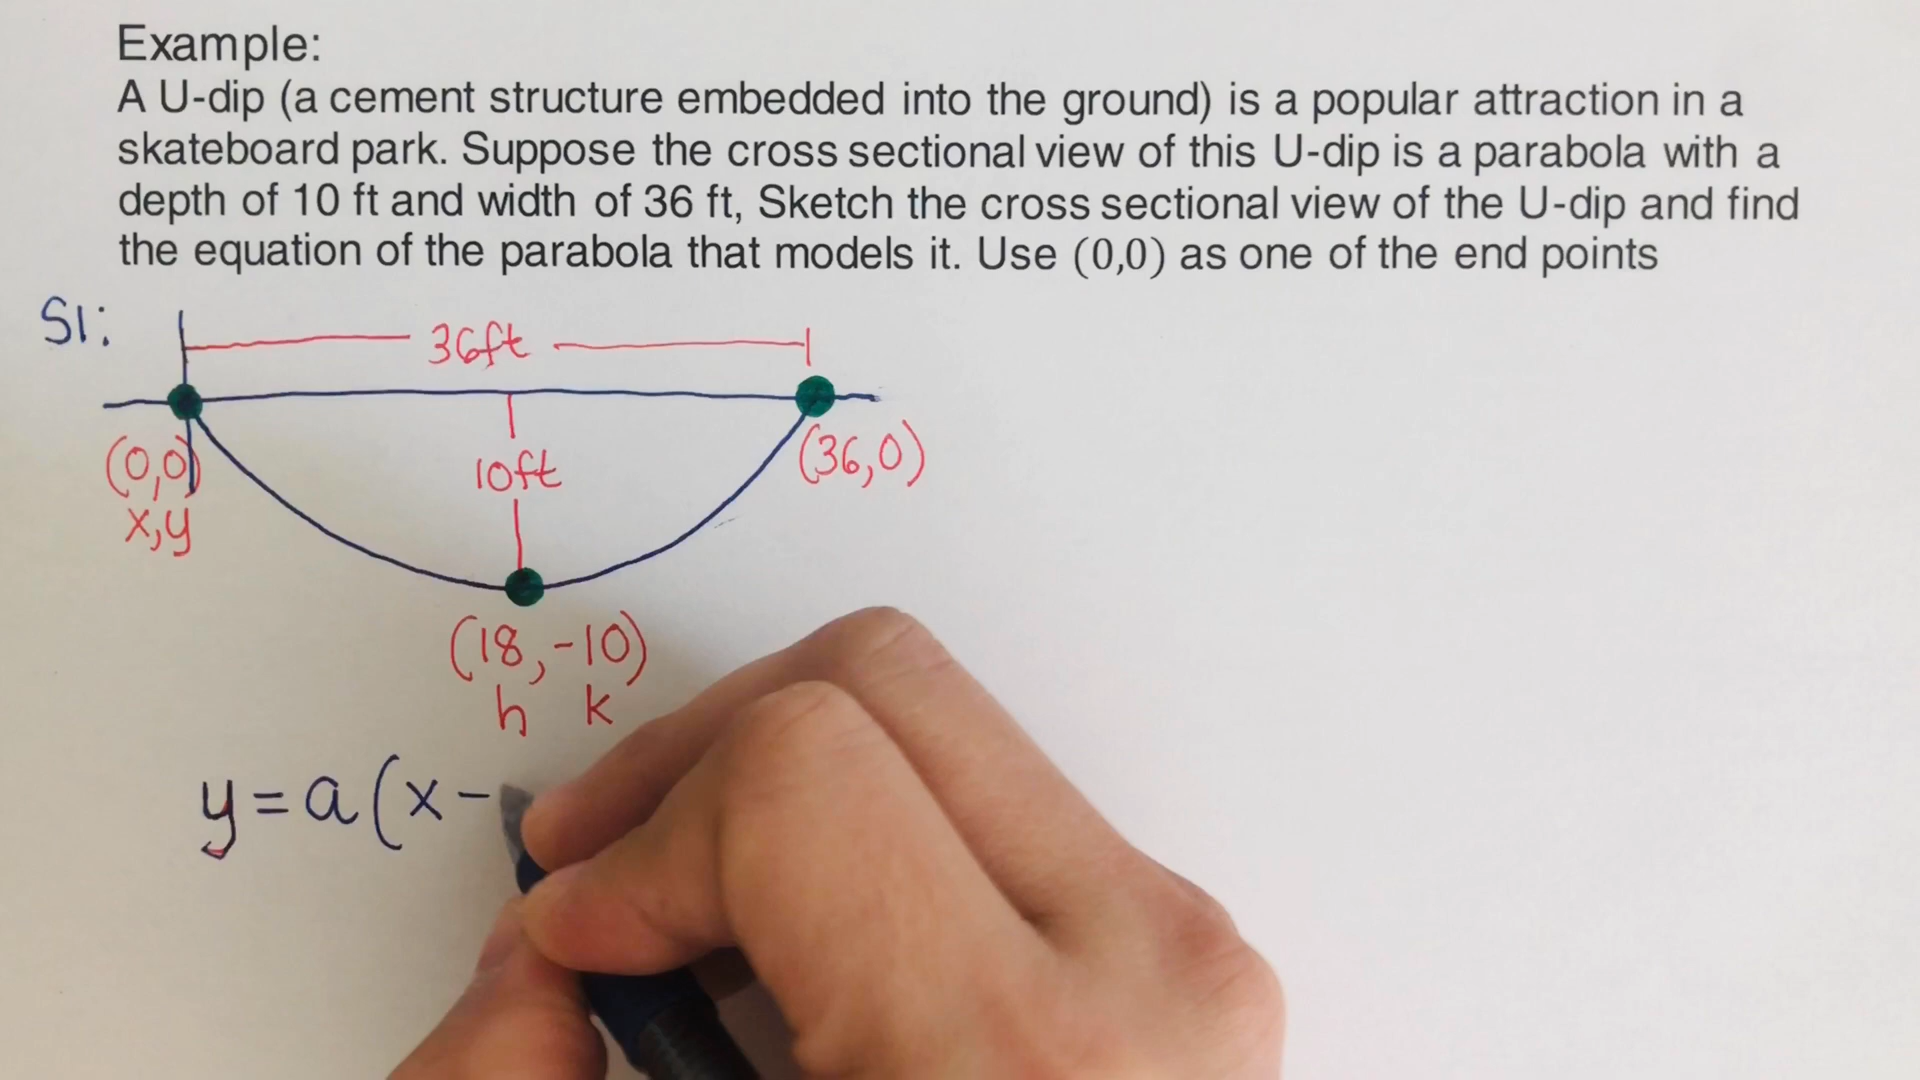 Example:
A U-dip (a cement structure embedded into the ground) is a popular attraction in a
skateboard park. Suppose the cross sectional view of this U-dip is a parabola with a
depth of 10 ft and width of 36 ft, Sketch the cross sectional view of the U-dip and find
the equation of the parabola that models it. Use (0,0) as one of the end points
S1:
36ft
(0,0)
x,y
10ft
(36,0)
(18,-10)
h k
y=a(x-